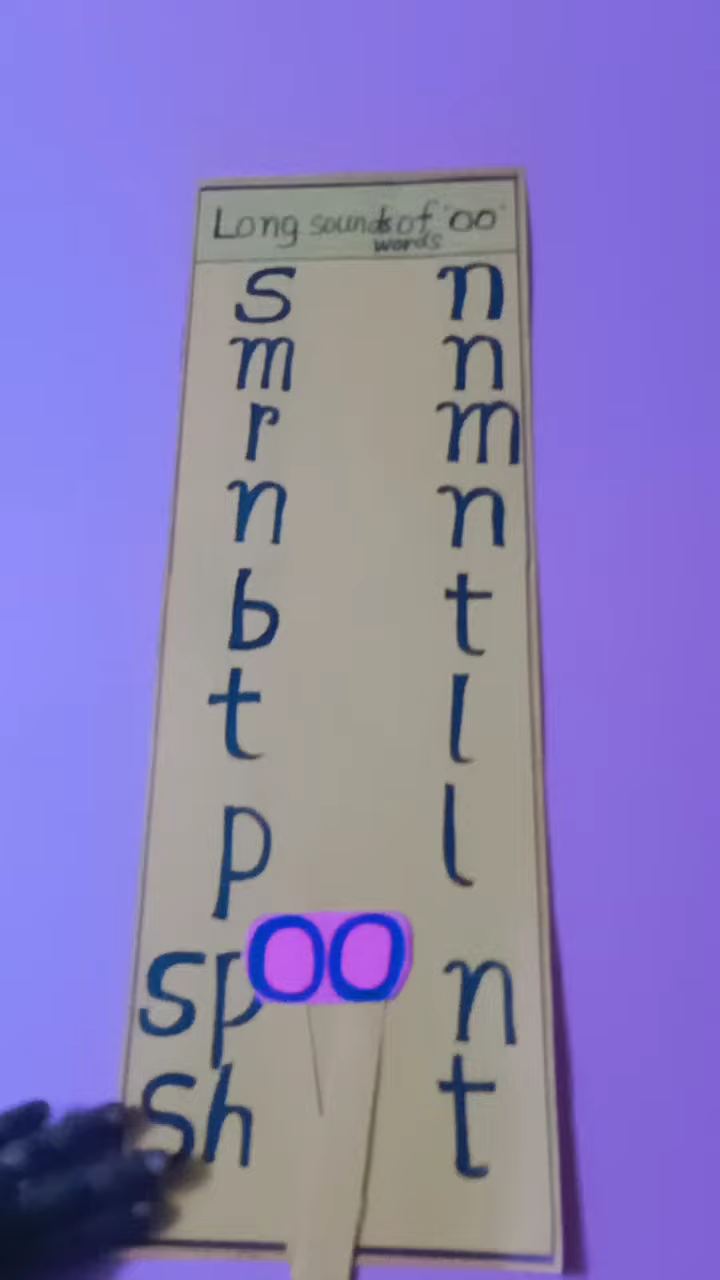 Long sounds of 'oo'
words
s n
m n
r m
n n
b t
t l
p l
sp oo n
sh t